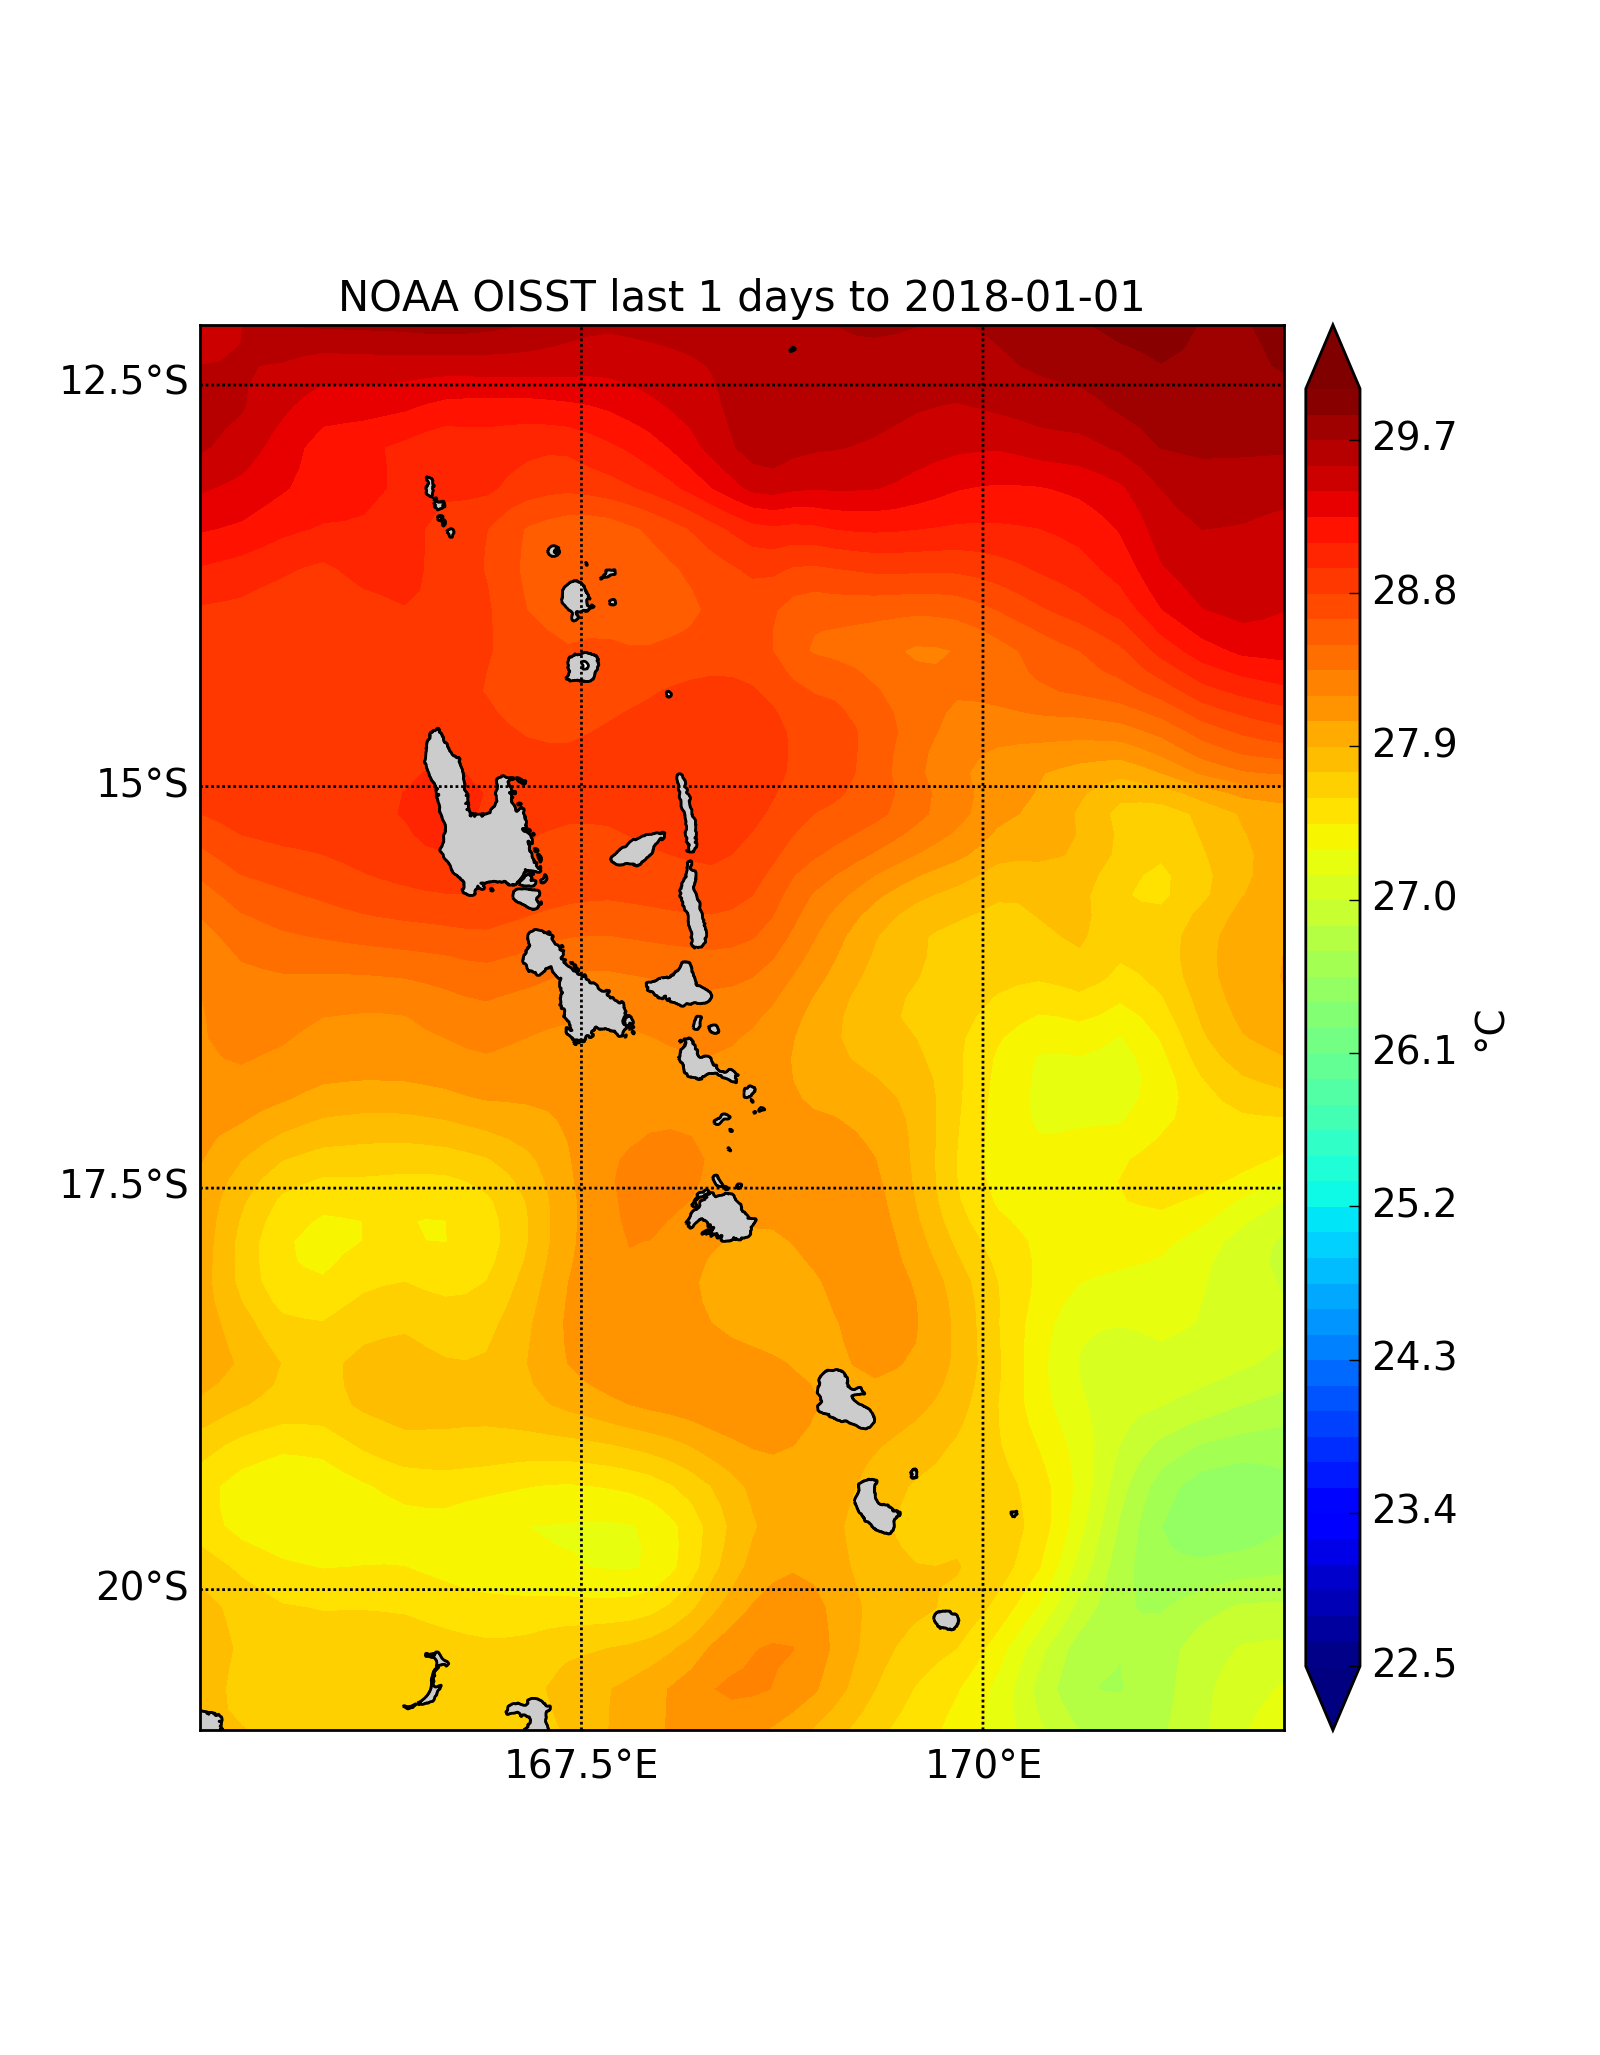 NOAA OISST last 1 days to 2018-01-01
12.5°S
15°S
17.5°S
20°S
167.5°E
170°E
29.7
28.8
27.9
27.0
26.1
25.2
24.3
23.4
22.5
°C